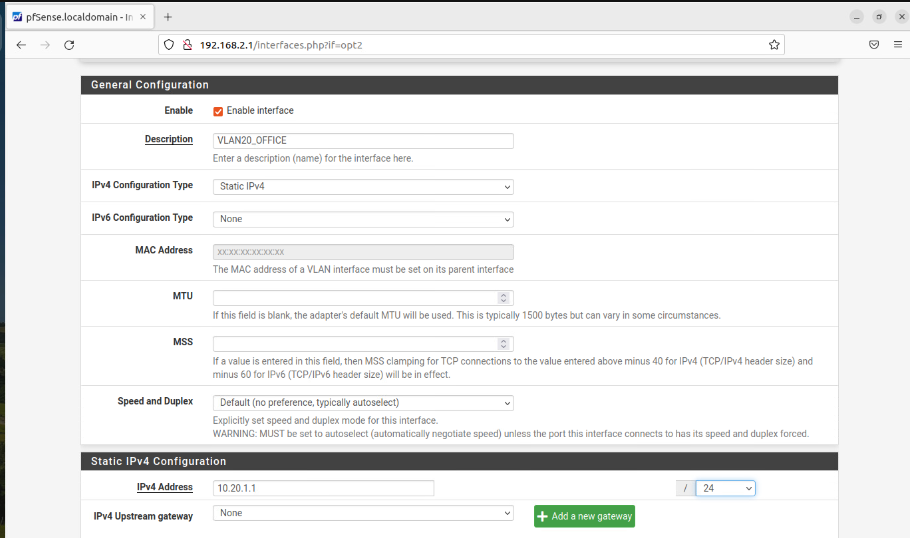 pfSense.localdomain - In
192.168.2.1/interfaces.php?if=opt2
General Configuration
Enable Enable interface
Description VLAN20_OFFICE
Enter a description (name) for the interface here.
IPv4 Configuration Type Static IPv4
IPv6 Configuration Type None
MAC Address xx:xx:xx:xx:xx:xx
The MAC address of a VLAN interface must be set on its parent interface
MTU
If this field is blank, the adapter's default MTU will be used. This is typically 1500 bytes but can vary in some circumstances.
MSS
If a value is entered in this field, then MSS clamping for TCP connections to the value entered above minus 40 for IPv4 (TCP/IPv4 header size) and
minus 60 for IPv6 (TCP/IPv6 header size) will be in effect.
Speed and Duplex Default (no preference, typically autoselect)
Explicitly set speed and duplex mode for this interface.
WARNING: MUST be set to autoselect (automatically negotiate speed) unless the port this interface connects to has its speed and duplex forced.
Static IPv4 Configuration
IPv4 Address 10.20.1.1 / 24
IPv4 Upstream gateway None Add a new gateway